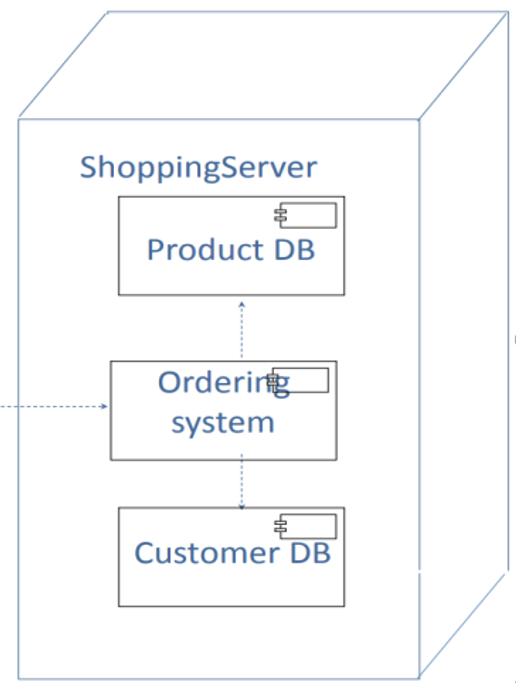 ShoppingServer
Product DB
Ordering
system
Customer DB